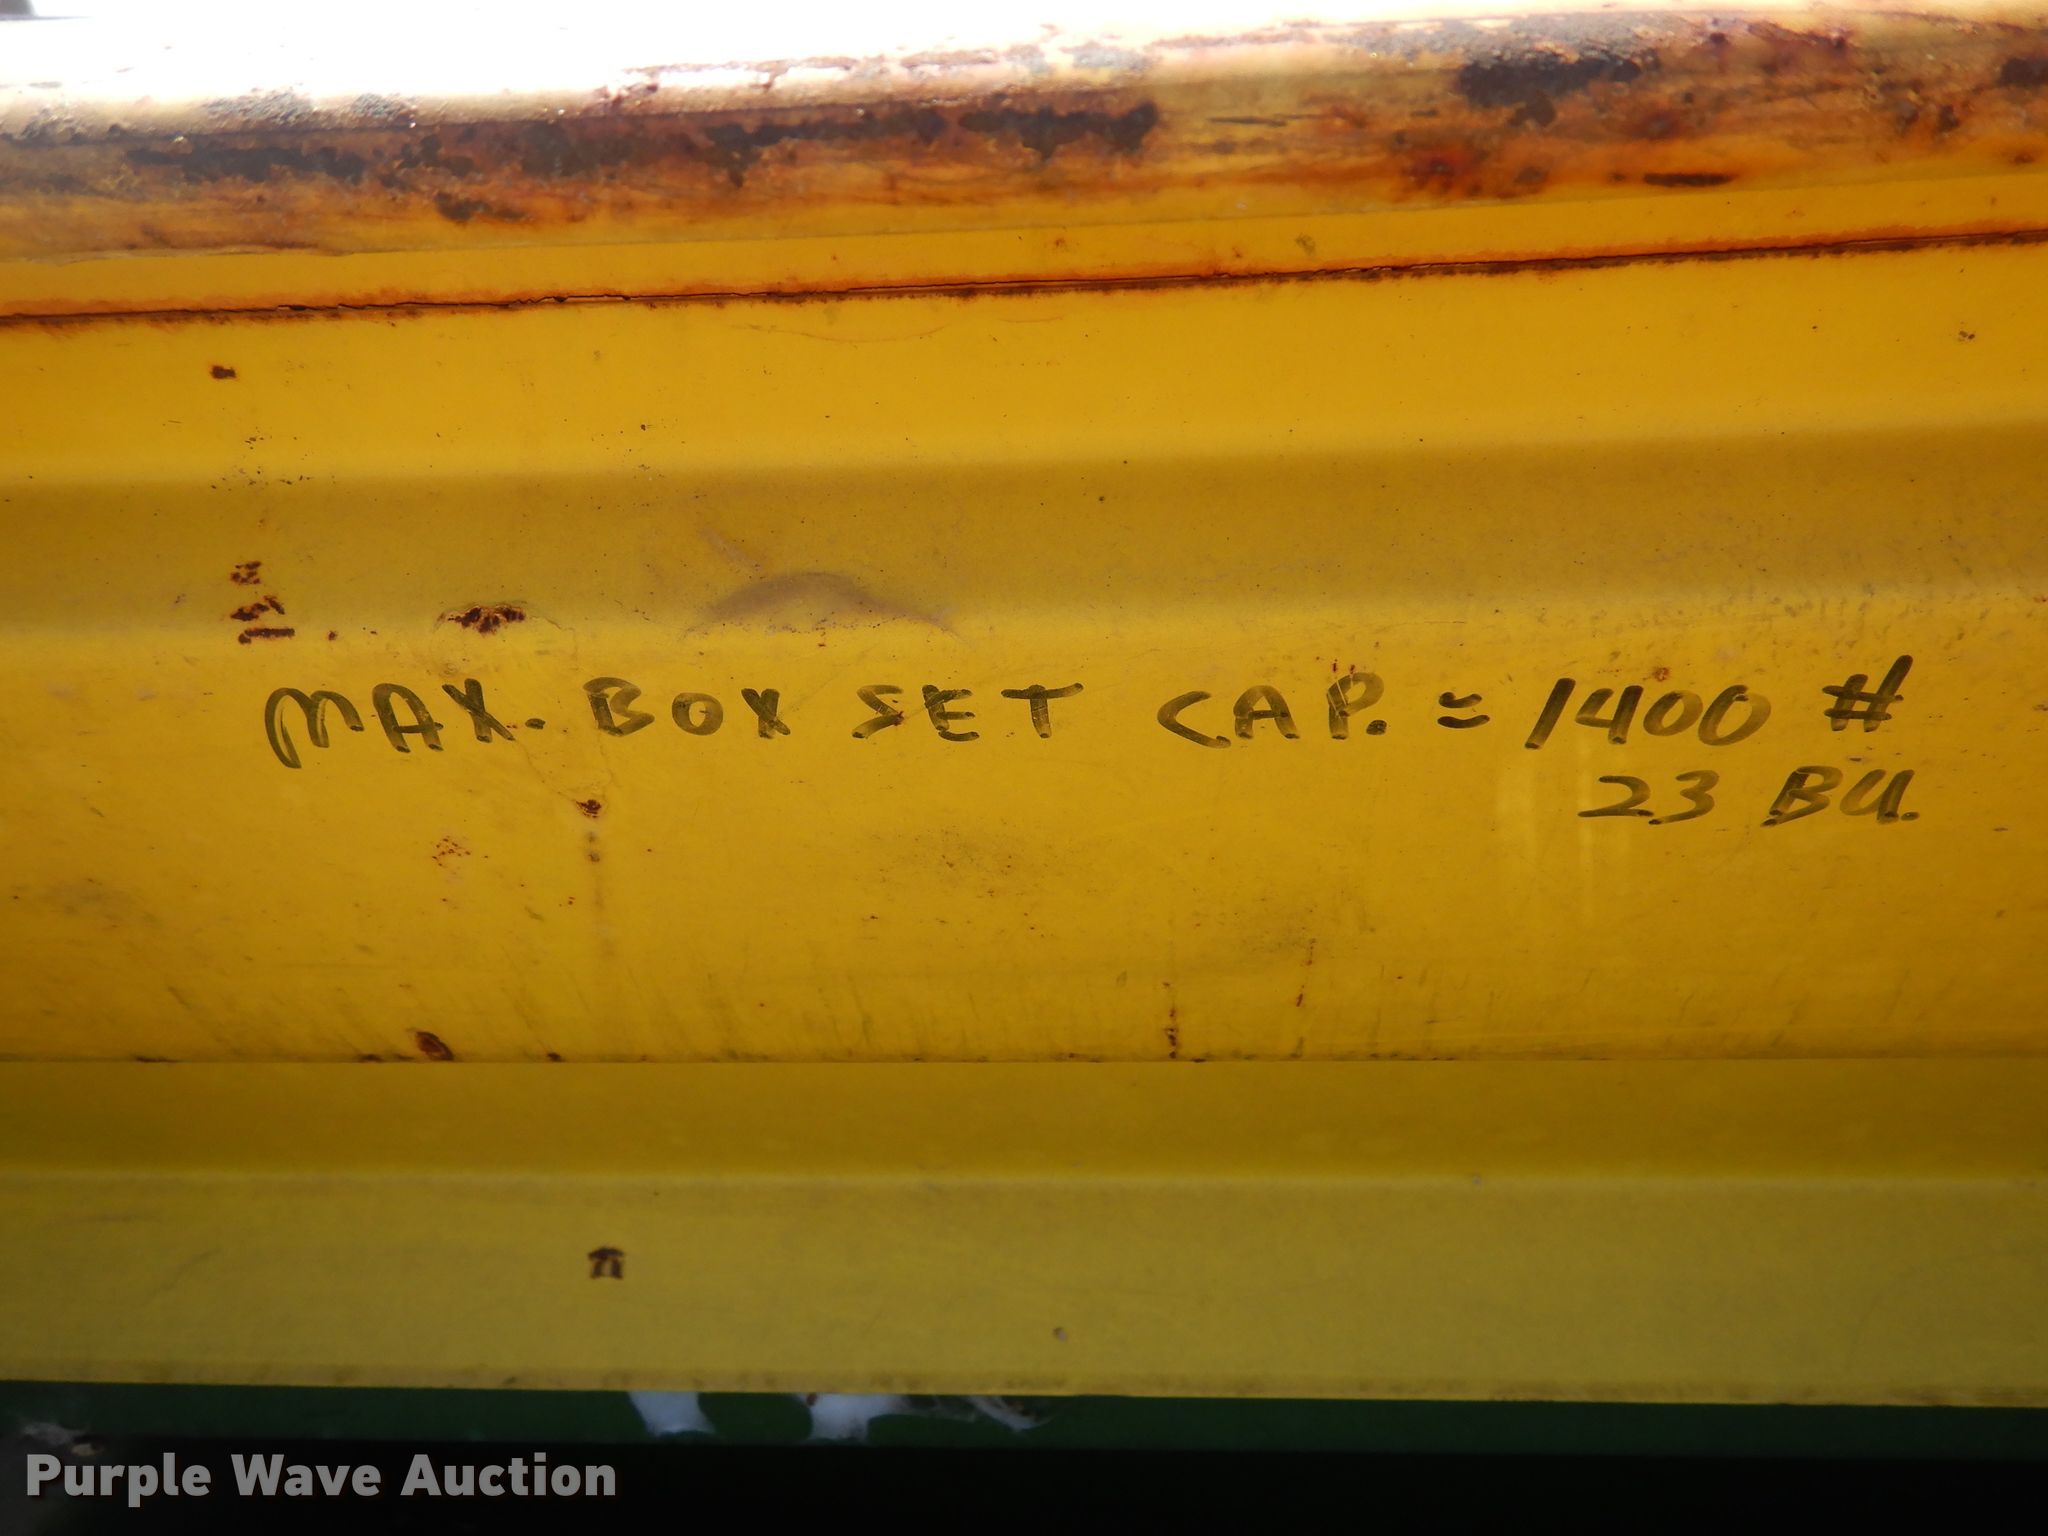 MAX. BOX SET CAP. ≈ 1400 #
23 BU.
Purple Wave Auction